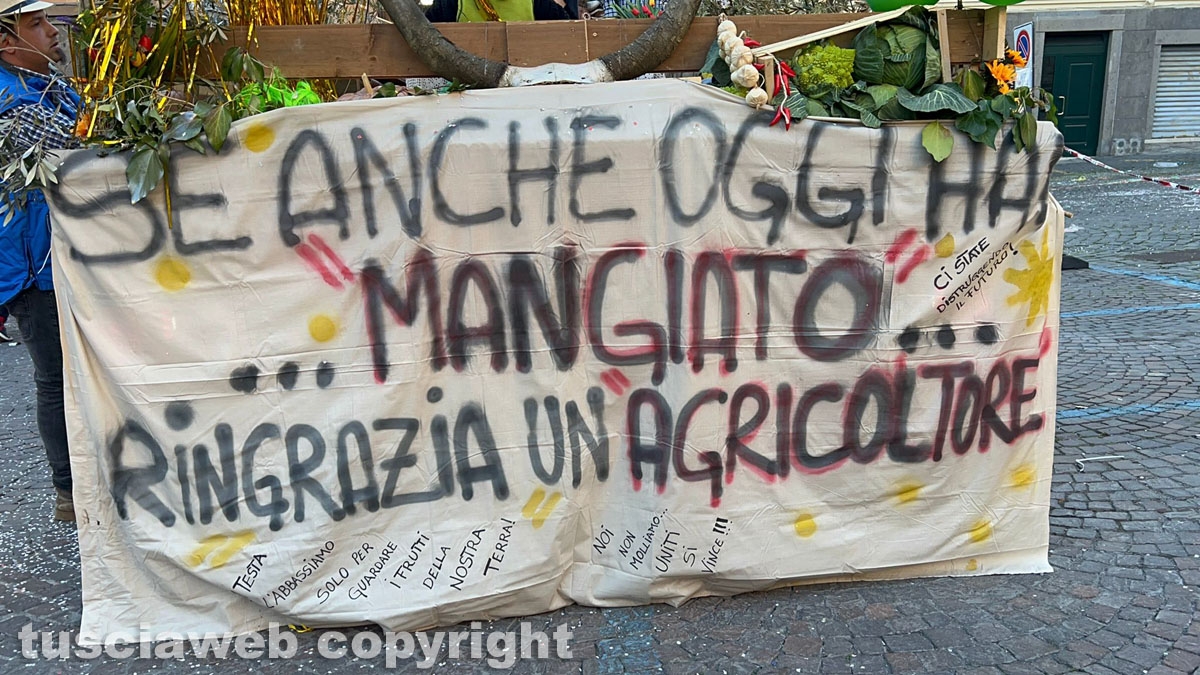 SE ANCHE OGGI HAI
"MANGIATO"...
CI STATE
DISTRUGGENDO
IL FUTURO!
... RINGRAZIA UN "AGRICOLTORE"
TESTA
L'ABBASSIAMO
SOLO PER
GUARDARE
i FRUTTI
DELLA
NOSTRA
TERRA!
NOI
NON
MOLLIAMO...
UNITI
SI
VINCE!!!
tusciaweb copyright